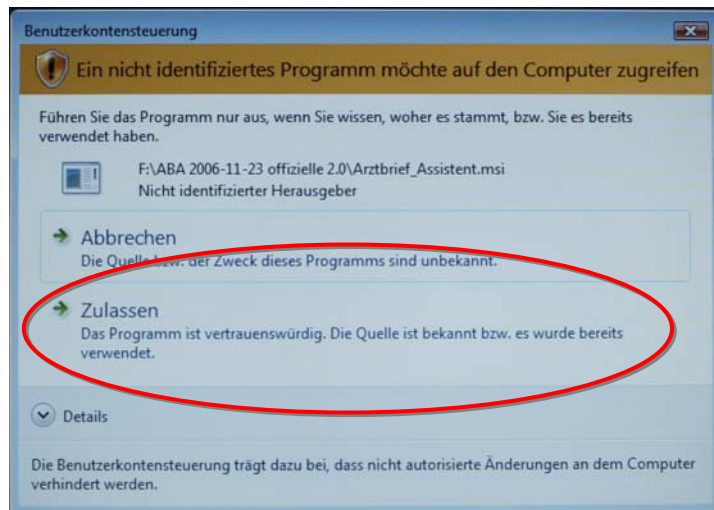 Benutzerkontensteuerung
Ein nicht identifiziertes Programm möchte auf den Computer zugreifen
Führen Sie das Programm nur aus, wenn Sie wissen, woher es stammt, bzw. Sie es bereits
verwendet haben.
F:\ABA 2006-11-23 offizielle 2.0\Arztbrief_Assistent.msi
Nicht identifizierter Herausgeber
Abbrechen
Die Quelle bzw. der Zweck dieses Programms sind unbekannt.
Zulassen
Das Programm ist vertrauenswürdig. Die Quelle ist bekannt bzw. es wurde bereits
verwendet.
Details
Die Benutzerkontensteuerung trägt dazu bei, dass nicht autorisierte Änderungen an dem Computer
verhindert werden.